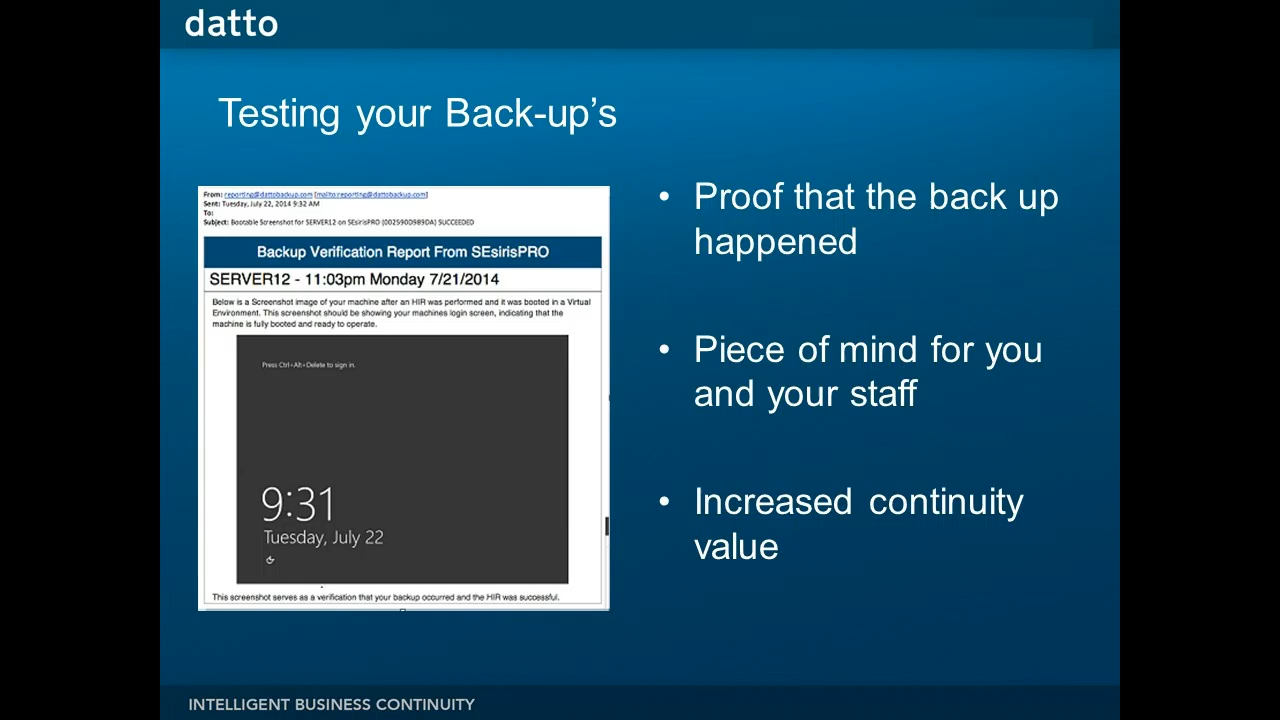 datto
Testing your Back-up’s
From: reporting@dattobackup.com [mailto:reporting@dattobackup.com]
Sent: Tuesday, July 22, 2014 9:32 AM
To:
Subject: Bootable Screenshot for SERVER12 on SEsirisPRO (002590D989DA) SUCCEEDED
Backup Verification Report From SEsirisPRO
SERVER12 - 11:03pm Monday 7/21/2014
Below is a Screenshot image of your machine after an HIR was performed and it was booted in a Virtual
Environment. This screenshot should be showing your machines login screen, indicating that the
machine is fully booted and ready to operate.
Press Ctrl+Alt+Delete to sign in.
9:31
Tuesday, July 22
This screenshot serves as a verification that your backup occurred and the HIR was successful.
• Proof that the back up
happened
• Piece of mind for you
and your staff
• Increased continuity
value
INTELLIGENT BUSINESS CONTINUITY